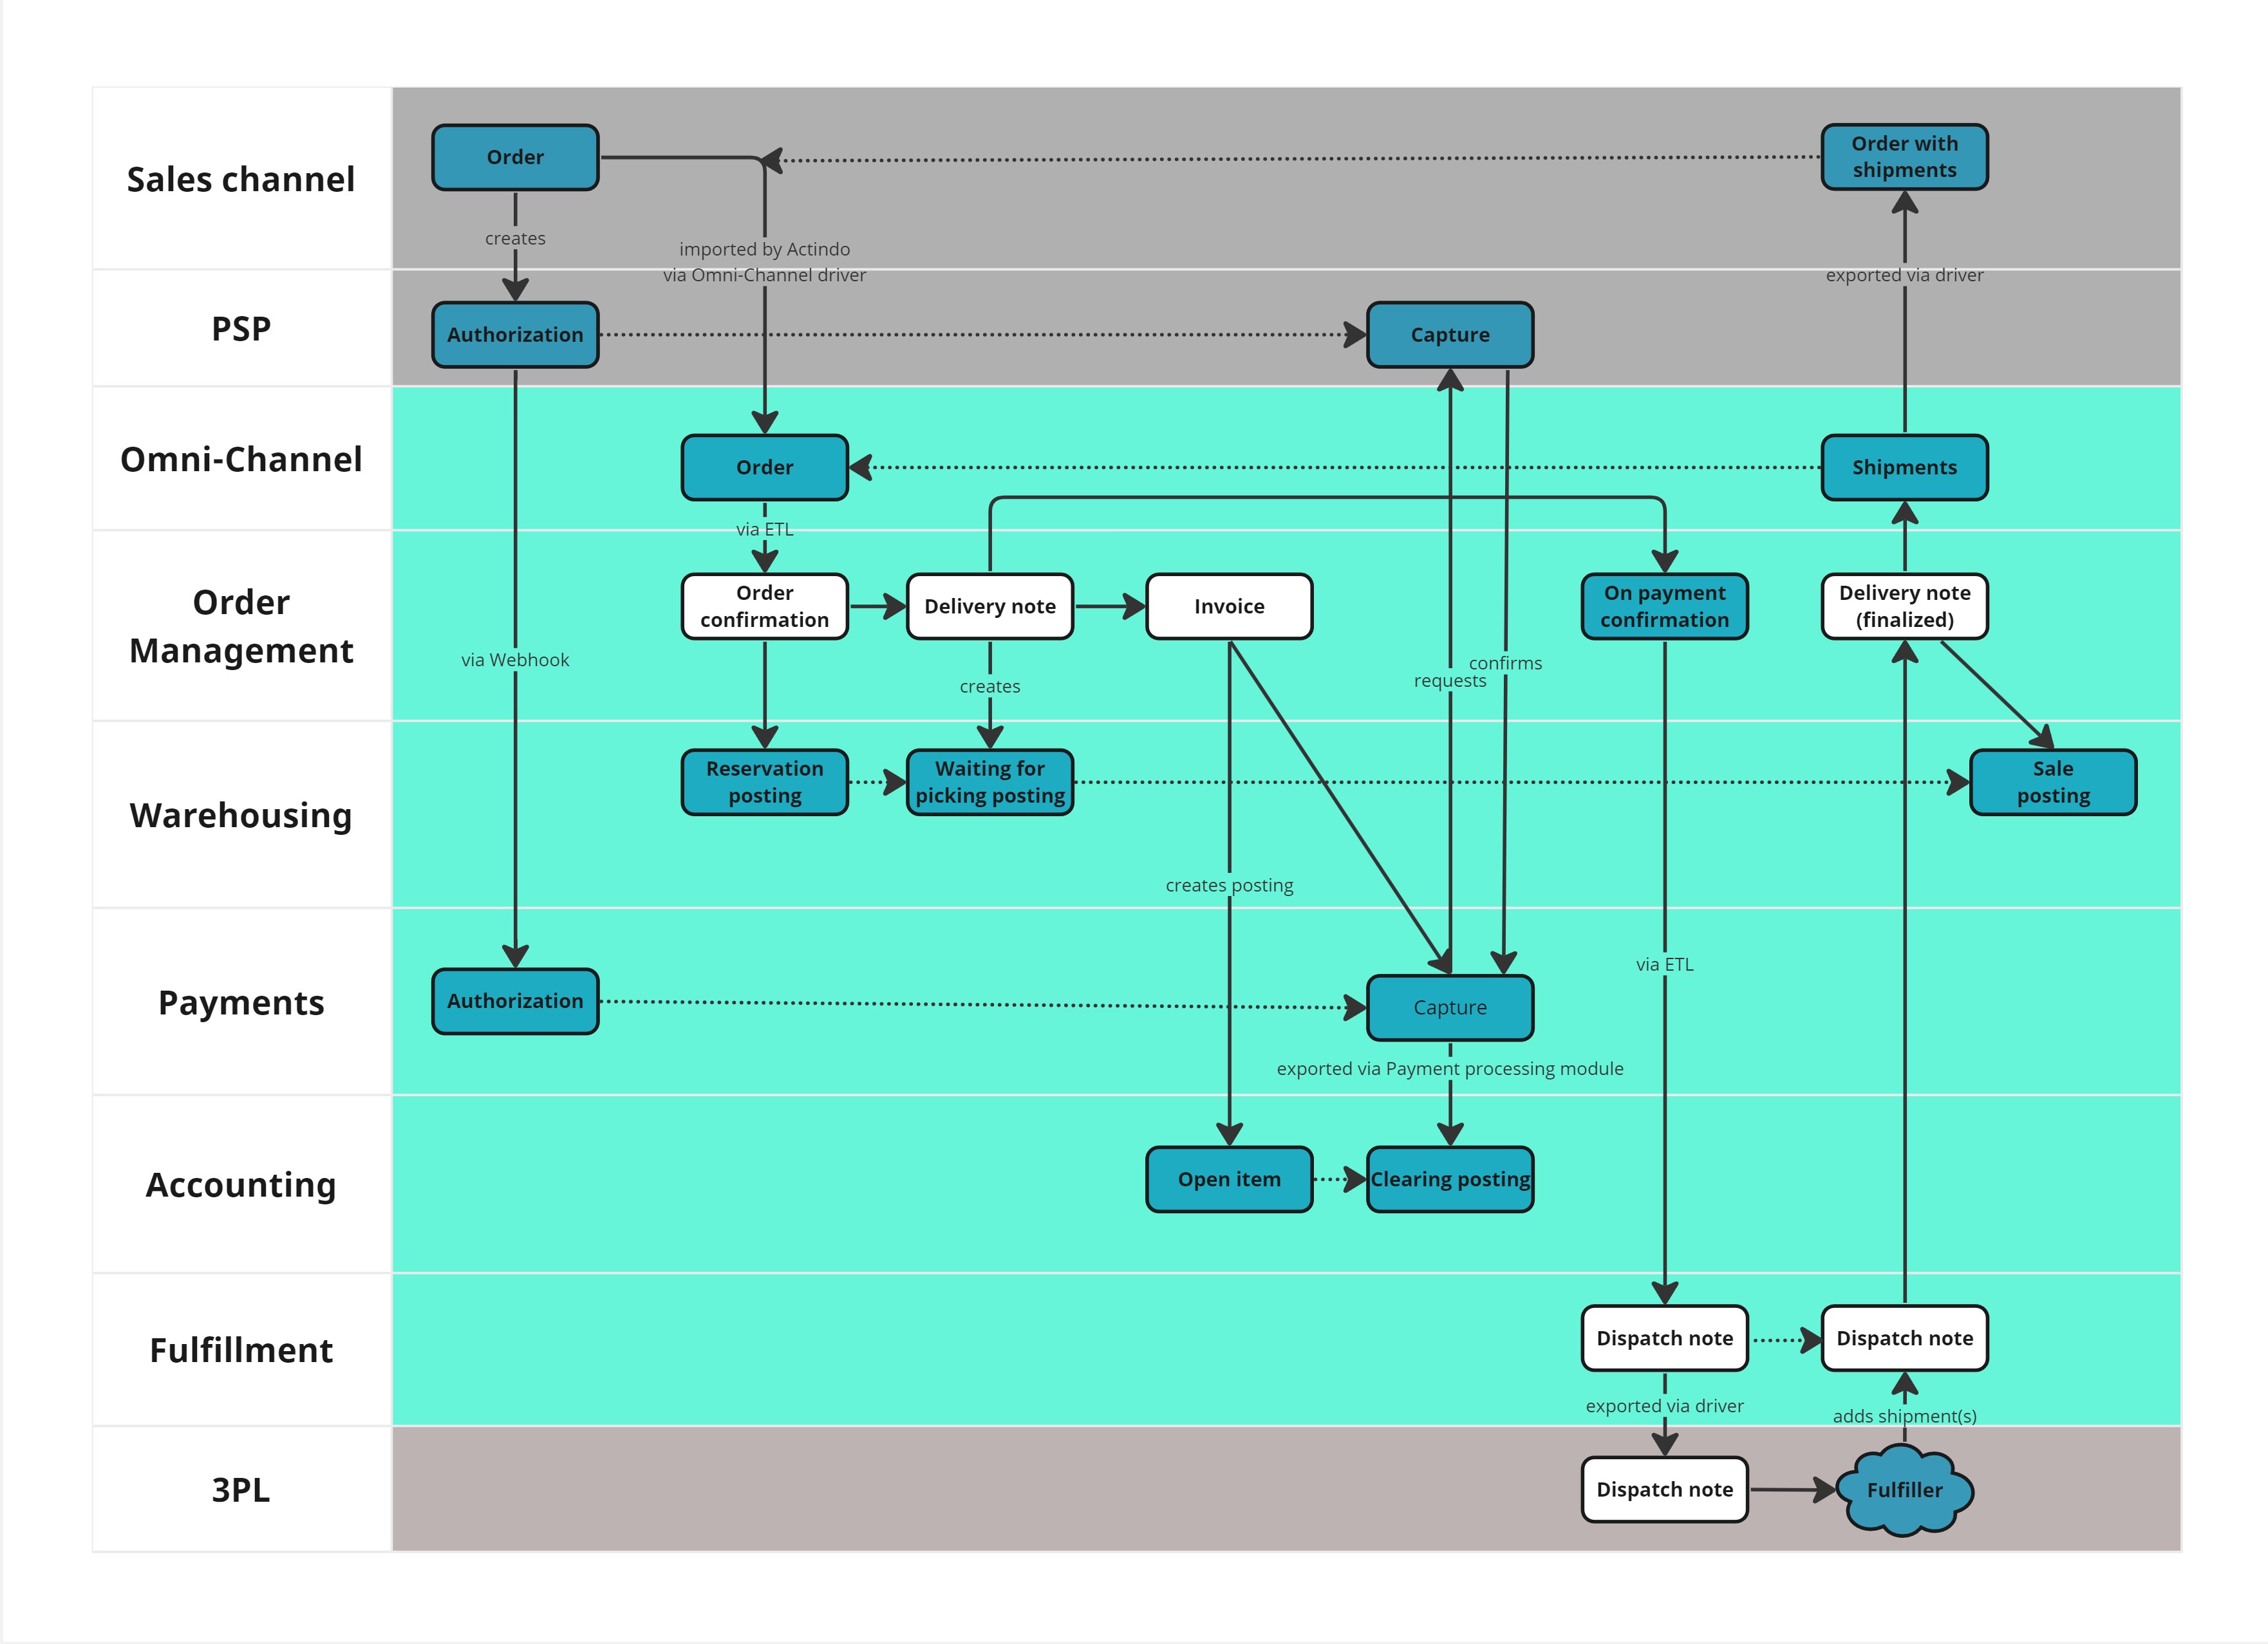 Sales channel
Order
Order with
shipments
creates
imported by Actindo
via Omni-Channel driver
exported via driver
PSP
Authorization
Capture
Omni-Channel
Order
Shipments
via ETL
Order
Management
Order
confirmation
Delivery note
Invoice
On payment
confirmation
Delivery note
(finalized)
via Webhook
creates
confirms
requests
Warehousing
Reservation
posting
Waiting for
picking posting
Sale
posting
creates posting
via ETL
Payments
Authorization
Capture
exported via Payment processing module
Accounting
Open item
Clearing posting
Fulfillment
Dispatch note
Dispatch note
exported via driver
adds shipment(s)
3PL
Dispatch note
Fulfiller